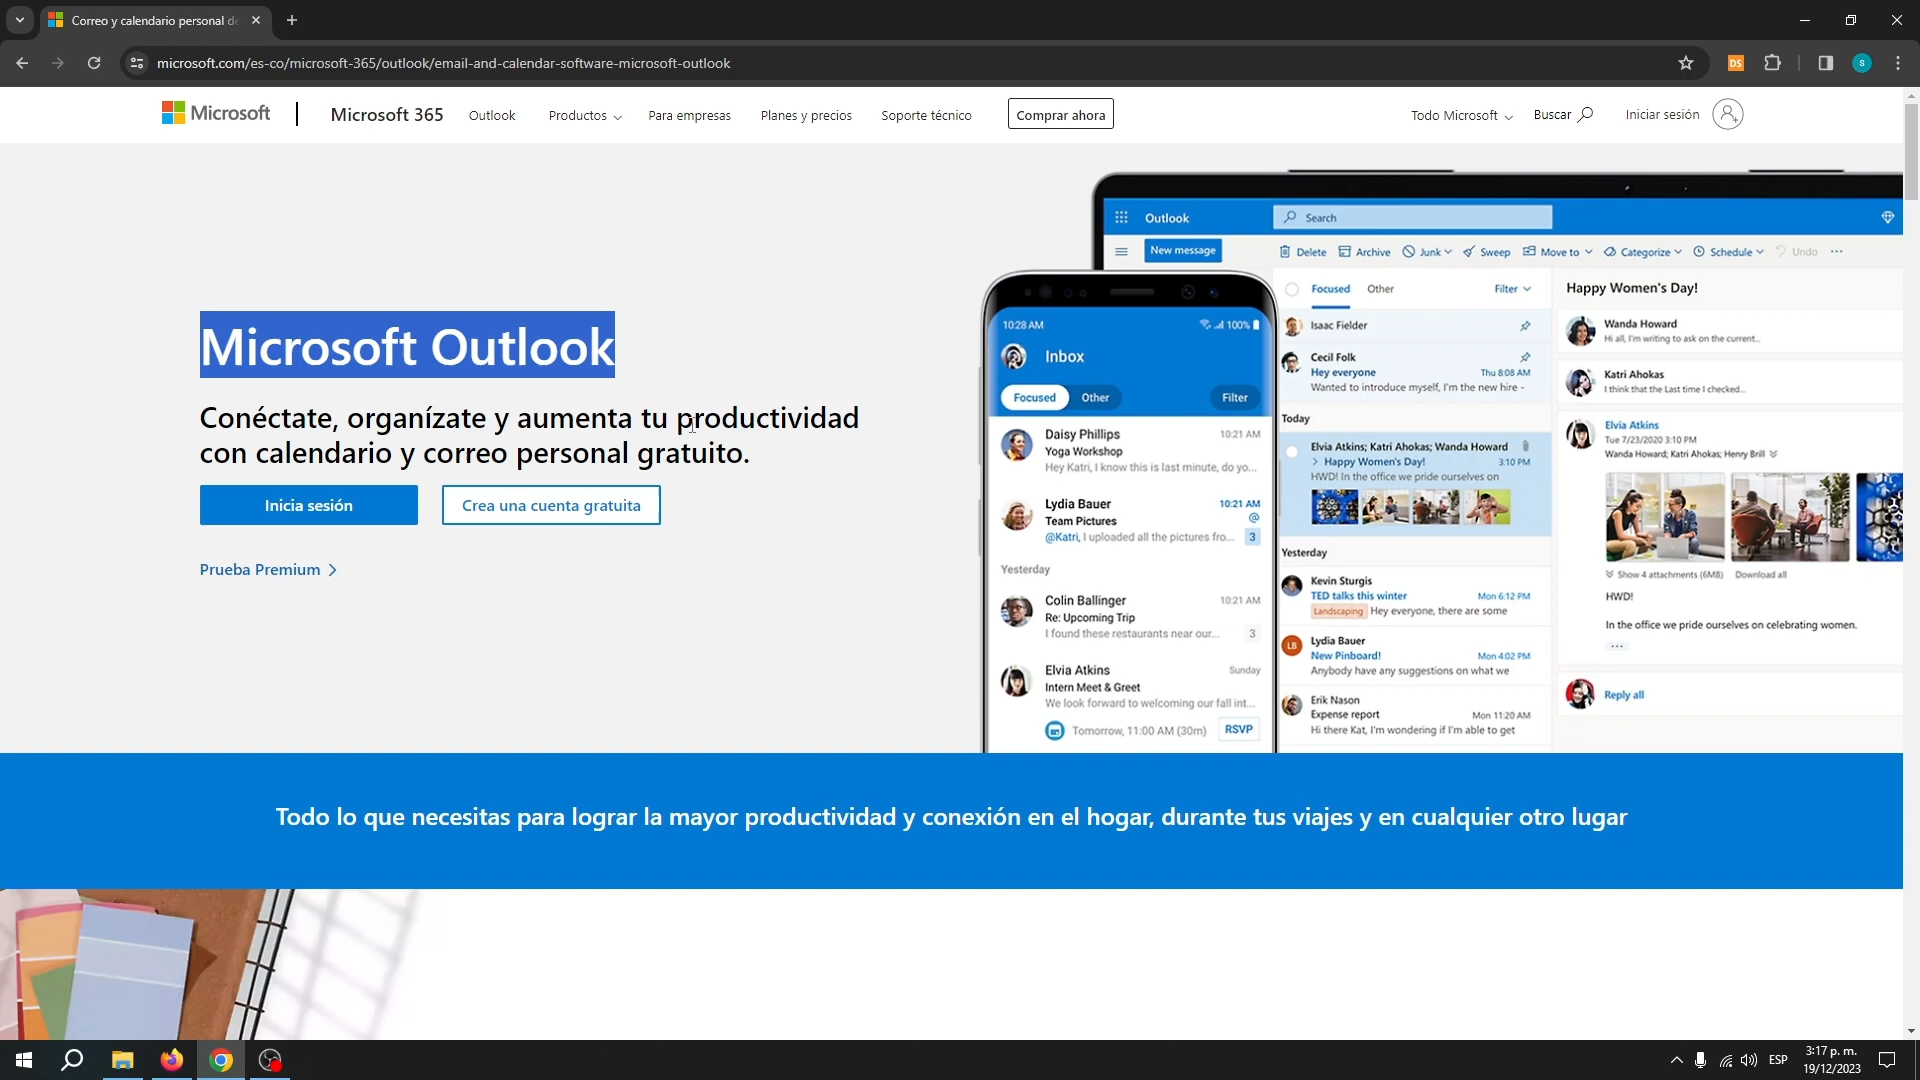 Correo y calendario personal de
microsoft.com/es-co/microsoft-365/outlook/email-and-calendar-software-microsoft-outlook
DS
s
Microsoft
Microsoft 365
Outlook
Productos
Para empresas
Planes y precios
Soporte técnico
Comprar ahora
Todo Microsoft
Buscar
Iniciar sesión
Microsoft Outlook
Conéctate, organízate y aumenta tu productividad
con calendario y correo personal gratuito.
Inicia sesión
Crea una cuenta gratuita
Prueba Premium
10:28 AM
100%
Inbox
Focused
Other
Filter
Daisy Phillips
10:21 AM
Yoga Workshop
Hey Katri, I know this is last minute, do yo...
Lydia Bauer
10:21 AM
Team Pictures
@
@Katri, I uploaded all the pictures fro...
3
Yesterday
Colin Ballinger
10:21 AM
Re: Upcoming Trip
I found these restaurants near our...
3
Elvia Atkins
Sunday
Intern Meet & Greet
We look forward to welcoming our fall int...
Tomorrow, 11:00 AM (30m)
RSVP
Outlook
Search
New message
Delete
Archive
Junk
Sweep
Move to
Categorize
Schedule
Undo
Focused
Other
Filter
Isaac Fielder
Cecil Folk
Hey everyone
Thu 8:08 AM
Wanted to introduce myself, I'm the new hire -
Today
Elvia Atkins; Katri Ahokas; Wanda Howard
Happy Women's Day!
3:10 PM
HWD! In the office we pride ourselves on
Yesterday
Kevin Sturgis
TED talks this winter
Mon 6:12 PM
Landscaping
Hey everyone, there are some
LB
Lydia Bauer
New Pinboard!
Mon 4:02 PM
Anybody have any suggestions on what we
Erik Nason
Expense report
Mon 11:20 AM
Hi there Kat, I'm wondering if I'm able to get
Happy Women's Day!
Wanda Howard
Hi all, I'm writing to ask on the current...
Katri Ahokas
I think that the Last time I checked...
Elvia Atkins
Tue 7/23/2020 3:10 PM
Wanda Howard; Katri Ahokas; Henry Brill
Show 4 attachments (6MB)
Download all
HWD!
In the office we pride ourselves on celebrating women.
Reply all
Todo lo que necesitas para lograr la mayor productividad y conexión en el hogar, durante tus viajes y en cualquier otro lugar
ESP
3:17 p. m.
19/12/2023